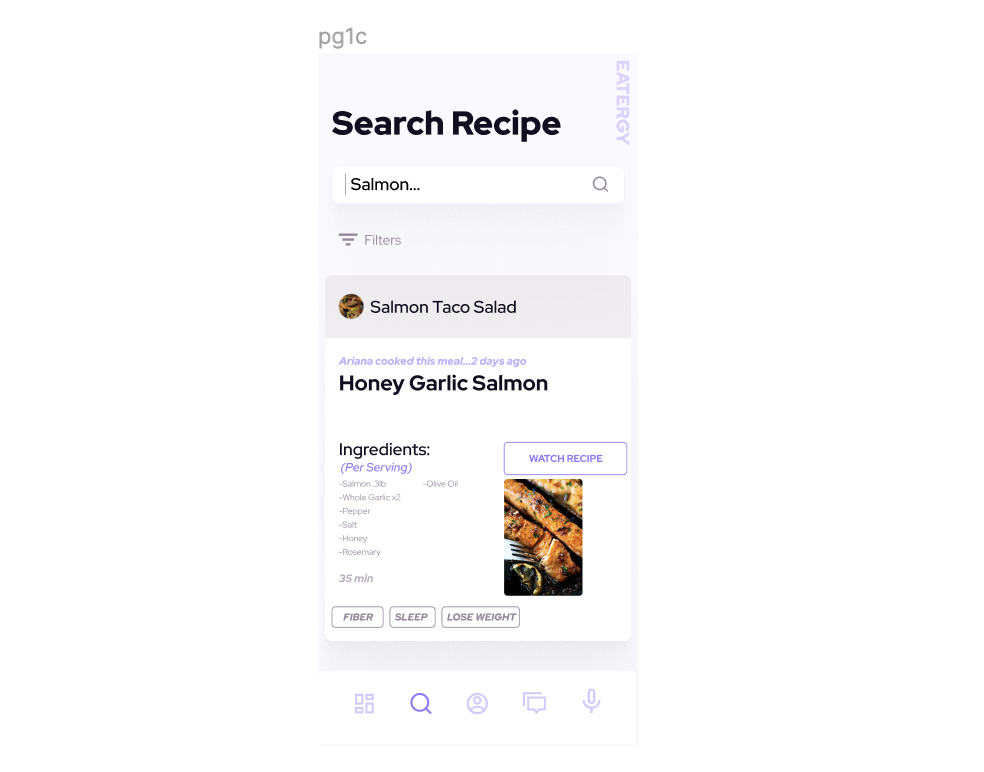 pg1c
EATERGY
Search Recipe
Salmon...
Filters
Salmon Taco Salad
Ariana cooked this meal...2 days ago
Honey Garlic Salmon
Ingredients:
(Per Serving)
-Salmon .3lb
-Whole Garlic x2
-Pepper
-Salt
-Honey
-Rosemary
-Olive Oil
35 min
WATCH RECIPE
FIBER
SLEEP
LOSE WEIGHT